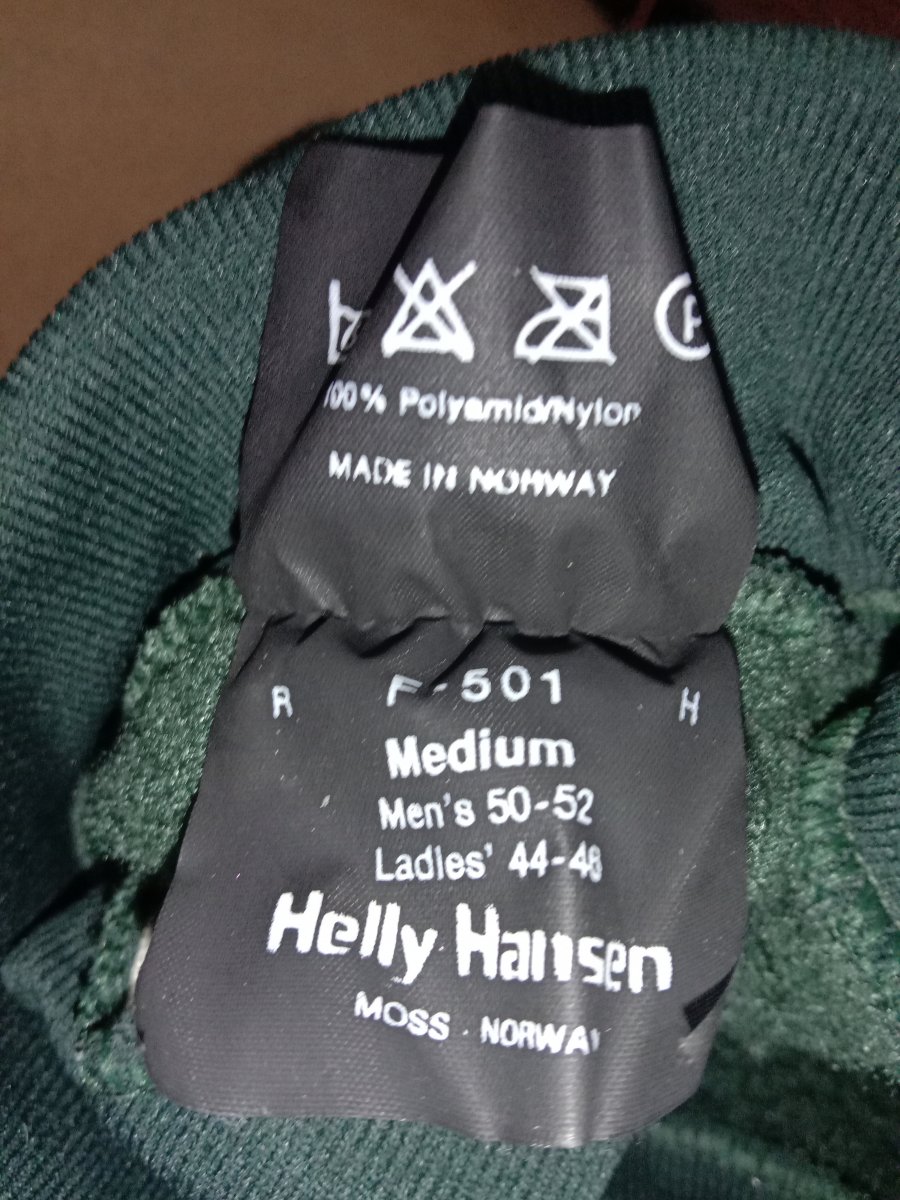 P
100% Polyamid/Nylon
MADE IN NORWAY
R F-501 H
Medium
Men's 50-52
Ladies' 44-48
Helly Hansen
MOSS · NORWAY